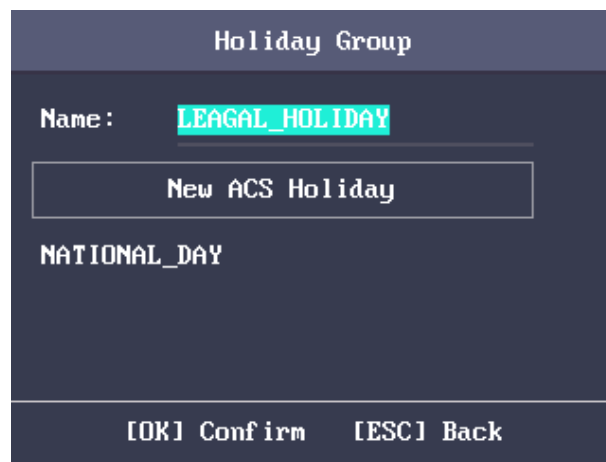 Holiday Group
Name: LEAGAL_HOLIDAY
New ACS Holiday
NATIONAL_DAY
[OK] Confirm [ESC] Back